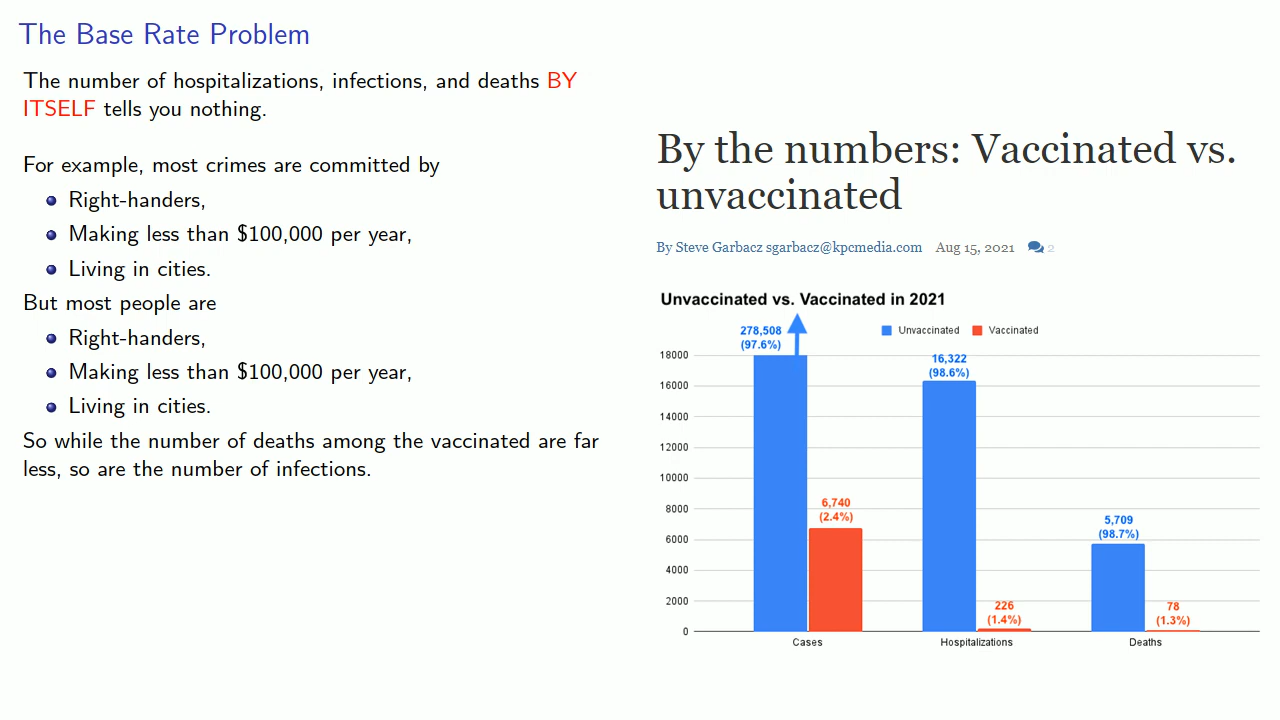 The Base Rate Problem
The number of hospitalizations, infections, and deaths BY
ITSELF tells you nothing.
For example, most crimes are committed by
Right-handers,
Making less than $100,000 per year,
Living in cities.
But most people are
Right-handers,
Making less than $100,000 per year,
Living in cities.
So while the number of deaths among the vaccinated are far
less, so are the number of infections.
By the numbers: Vaccinated vs.
unvaccinated
By Steve Garbacz sgarbacz@kpcmedia.com Aug 15, 2021 2
Unvaccinated vs. Vaccinated in 2021
Unvaccinated Vaccinated
278,508
(97.6%)
6,740
(2.4%)
16,322
(98.6%)
226
(1.4%)
5,709
(98.7%)
78
(1.3%)
18000
16000
14000
12000
10000
8000
6000
4000
2000
0
Cases Hospitalizations Deaths